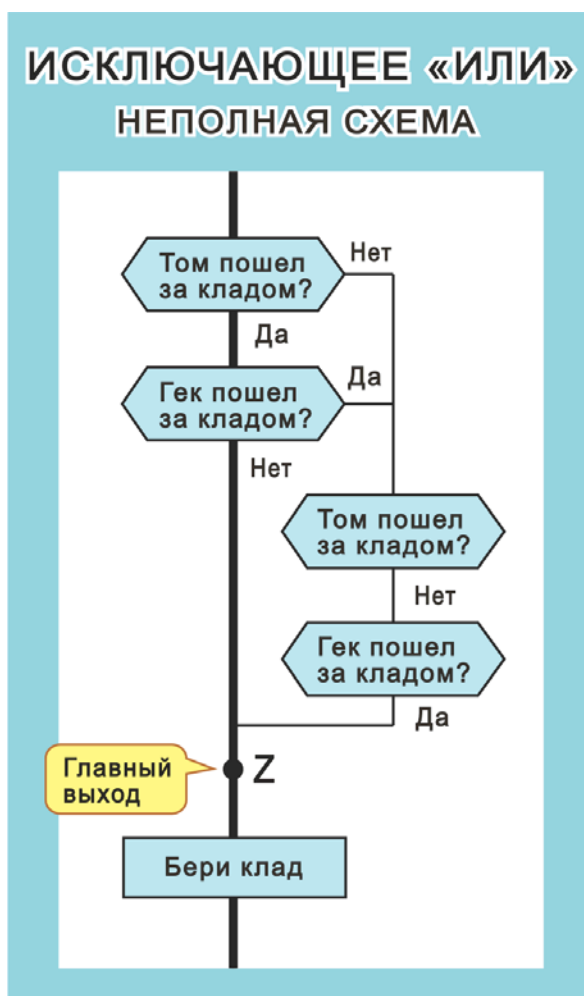 ИСКЛЮЧАЮЩЕЕ «ИЛИ»
НЕПОЛНАЯ СХЕМА
Том пошел
за кладом?
Нет
Да
Гек пошел
за кладом?
Да
Нет
Том пошел
за кладом?
Нет
Гек пошел
за кладом?
Да
Главный
выход
Z
Бери клад